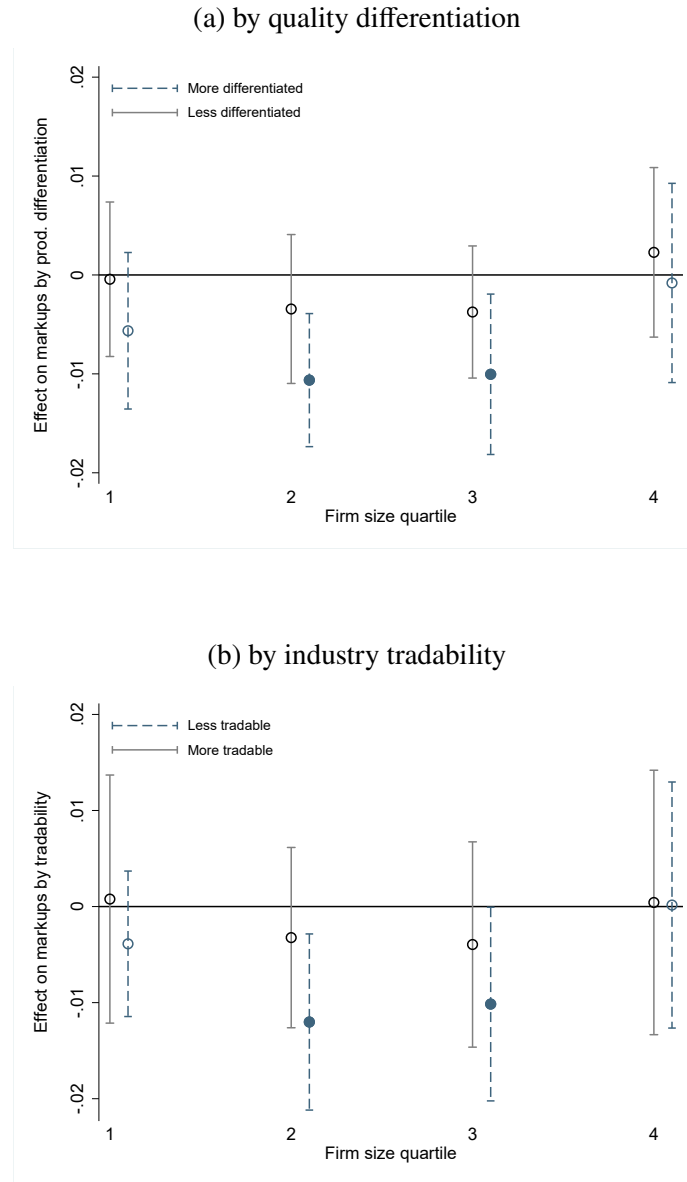 (a) by quality differentiation
More differentiated
Less differentiated
Effect on markups by prod. differentiation
.02
.01
0
-.01
-.02
1 2 3 4
Firm size quartile
(b) by industry tradability
Less tradable
More tradable
Effect on markups by tradability
.02
.01
0
-.01
-.02
1 2 3 4
Firm size quartile